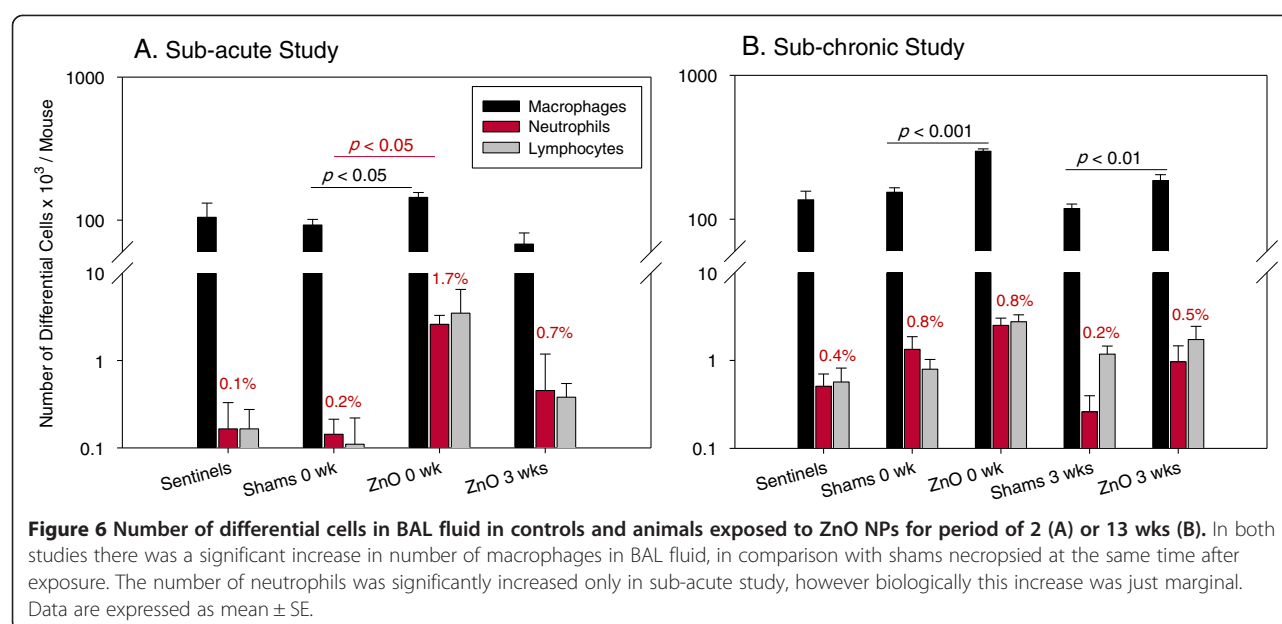 A. Sub-acute Study
B. Sub-chronic Study
Number of Differential Cells x 10³ / Mouse
1000
100
10
1
0.1
Macrophages
Neutrophils
Lymphocytes
p < 0.05
p < 0.05
0.1%
0.2%
1.7%
0.7%
Sentinels
Shams 0 wk
ZnO 0 wk
ZnO 3 wks
1000
100
10
1
0.1
p < 0.001
p < 0.01
0.4%
0.8%
0.8%
0.2%
0.5%
Sentinels
Shams 0 wk
ZnO 0 wk
Shams 3 wks
ZnO 3 wks
Figure 6 Number of differential cells in BAL fluid in controls and animals exposed to ZnO NPs for period of 2 (A) or 13 wks (B). In both
studies there was a significant increase in number of macrophages in BAL fluid, in comparison with shams necropsied at the same time after
exposure. The number of neutrophils was significantly increased only in sub-acute study, however biologically this increase was just marginal.
Data are expressed as mean ± SE.